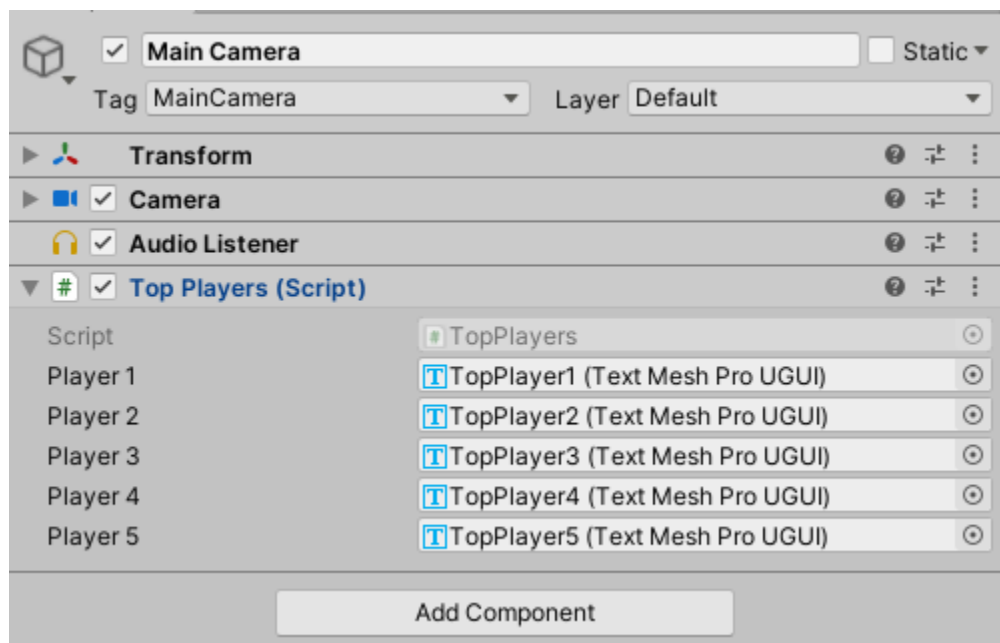 Main Camera
Static
Tag MainCamera Layer Default
Transform
Camera
Audio Listener
# Top Players (Script)
Script # TopPlayers
Player 1 T TopPlayer1 (Text Mesh Pro UGUI)
Player 2 T TopPlayer2 (Text Mesh Pro UGUI)
Player 3 T TopPlayer3 (Text Mesh Pro UGUI)
Player 4 T TopPlayer4 (Text Mesh Pro UGUI)
Player 5 T TopPlayer5 (Text Mesh Pro UGUI)
Add Component